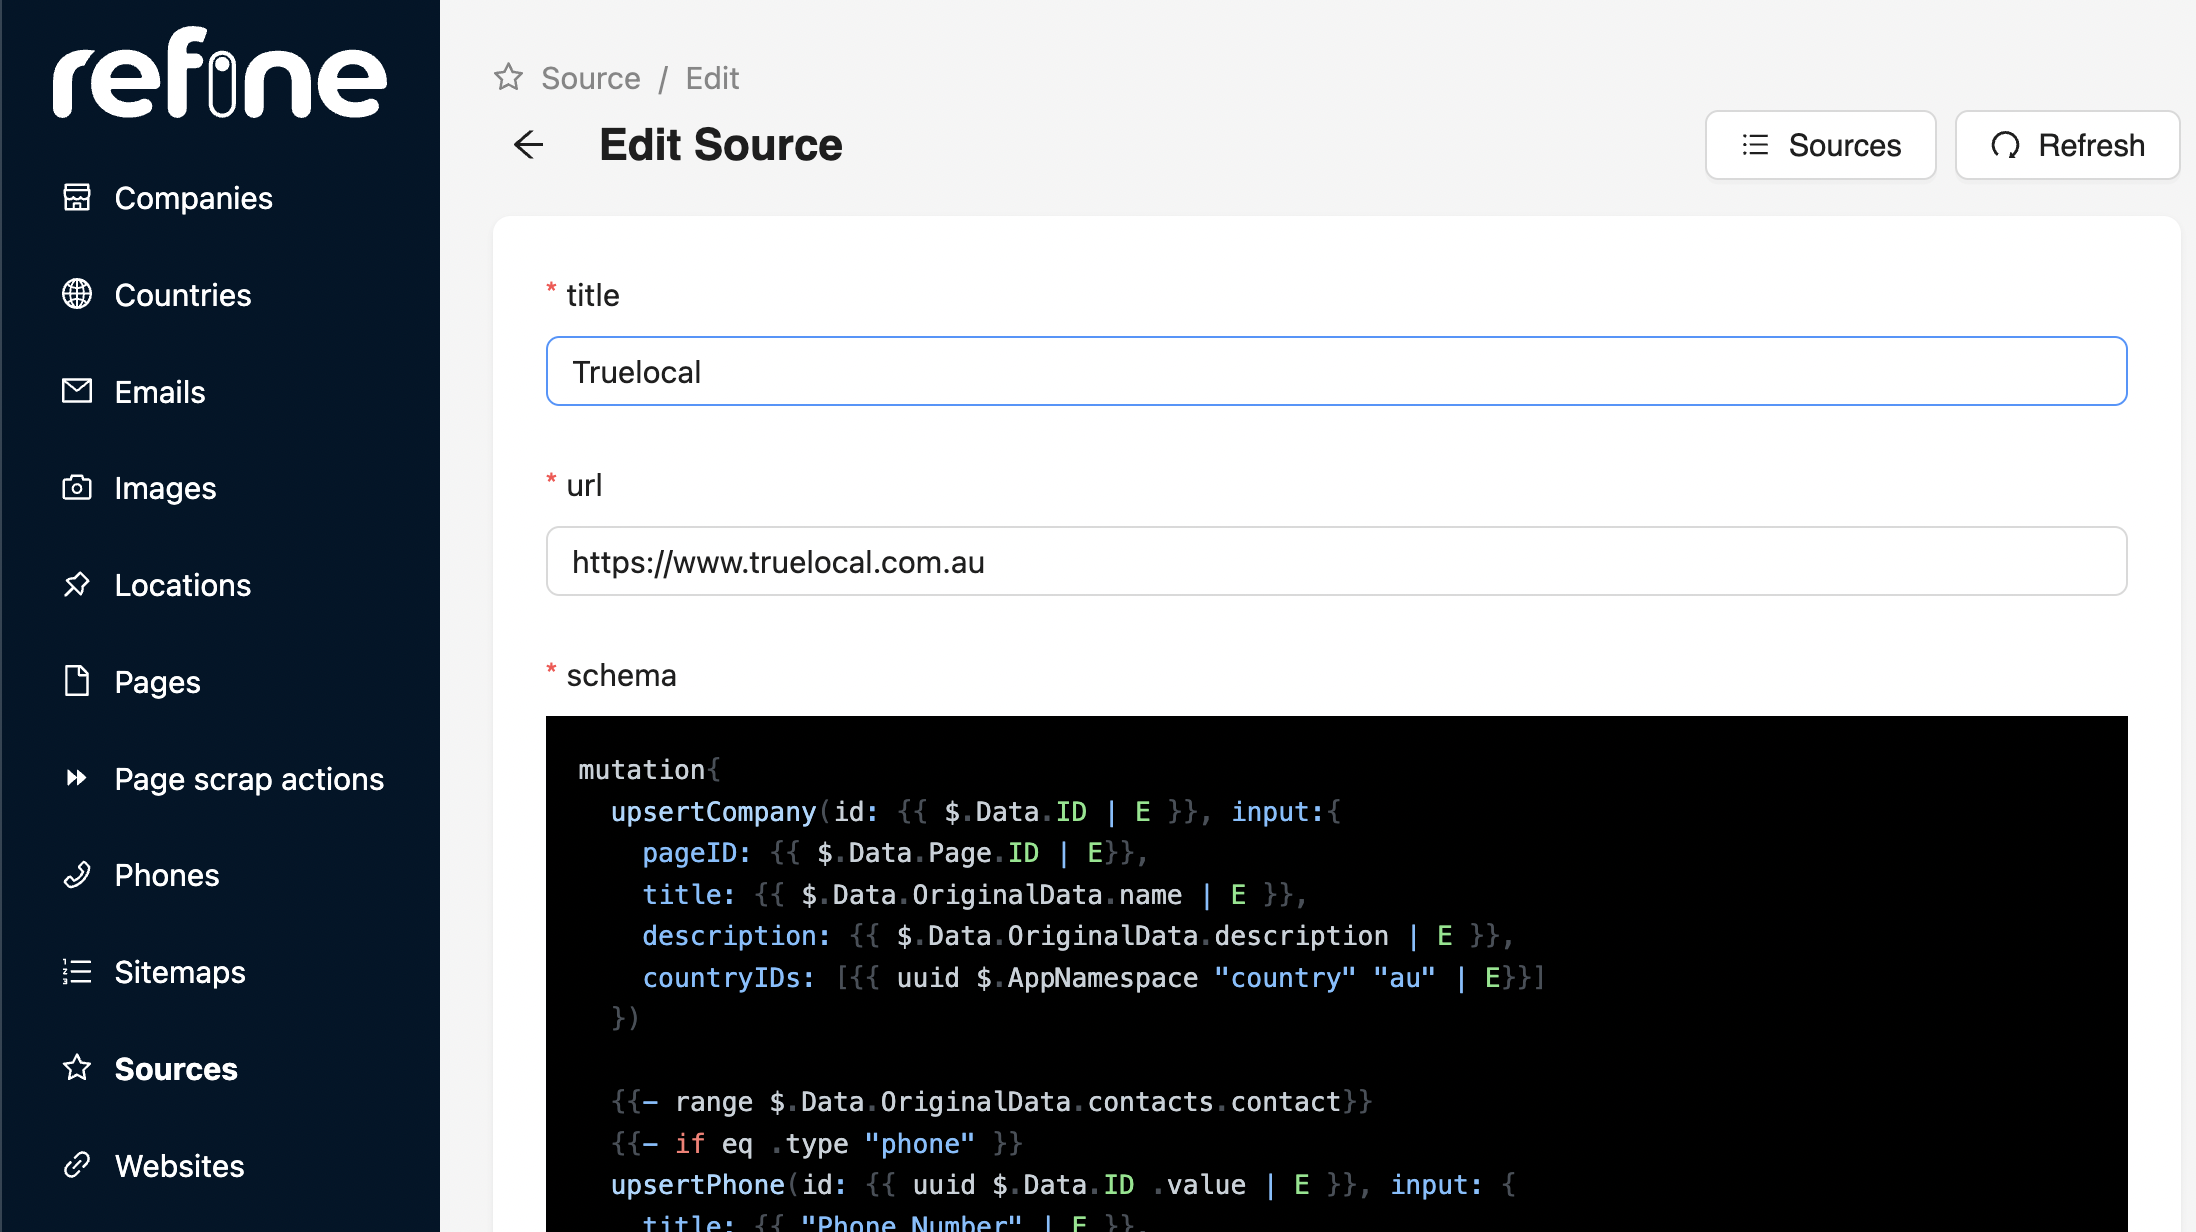 refine
Companies
Countries
Emails
Images
Locations
Pages
Page scrap actions
Phones
Sitemaps
Sources
Websites
Source / Edit
Edit Source
Sources
Refresh
* title
Truelocal
* url
https://www.truelocal.com.au
* schema
mutation{
upsertCompany(id: {{ $.Data.ID | E }}, input:{
pageID: {{ $.Data.Page.ID | E}},
title: {{ $.Data.OriginalData.name | E }},
description: {{ $.Data.OriginalData.description | E }},
countryIDs: [{{ uuid $.AppNamespace "country" "au" | E}}]
})
{{- range $.Data.OriginalData.contacts.contact}}
{{- if eq .type "phone" }}
upsertPhone(id: {{ uuid $.Data.ID .value | E }}, input: {
title: {{ "Phone Number" | E }},